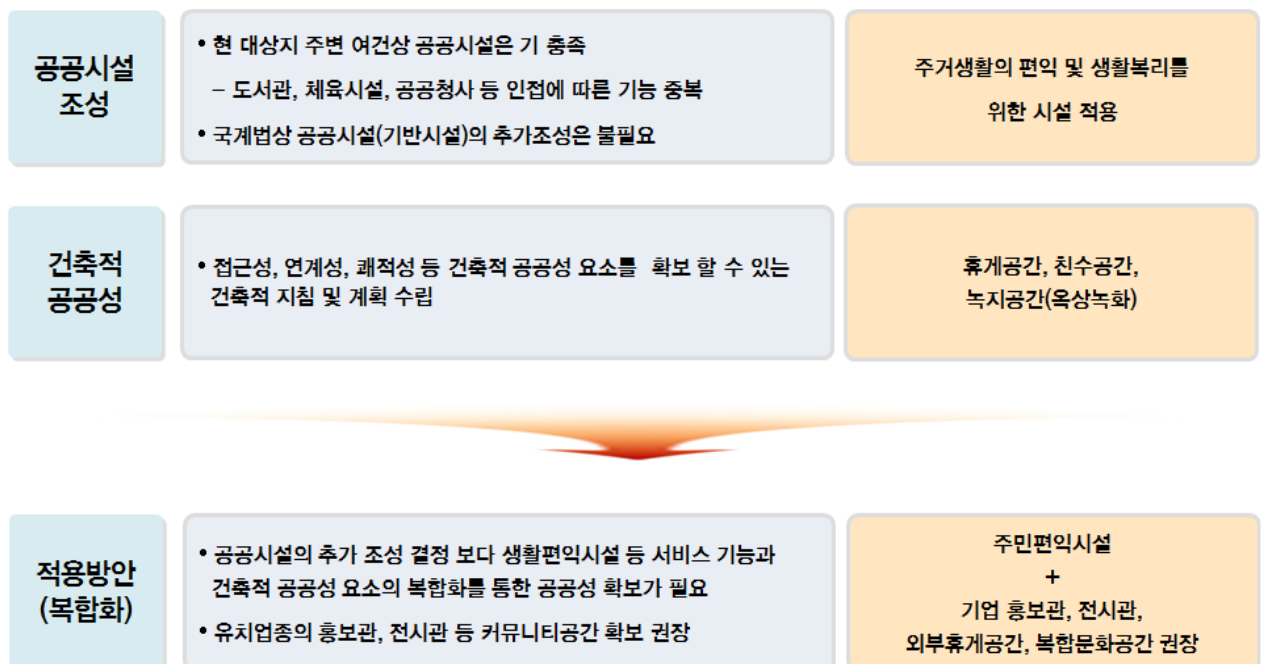 공공시설
조성
• 현 대상지 주변 여건상 공공시설은 기 충족
– 도서관, 체육시설, 공공청사 등 인접에 따른 기능 중복
• 국계법상 공공시설(기반시설)의 추가조성은 불필요
주거생활의 편익 및 생활복리를
위한 시설 적용
건축적
공공성
• 접근성, 연계성, 쾌적성 등 건축적 공공성 요소를 확보 할 수 있는
건축적 지침 및 계획 수립
휴게공간, 친수공간,
녹지공간(옥상녹화)
적용방안
(복합화)
• 공공시설의 추가 조성 결정 보다 생활편익시설 등 서비스 기능과
건축적 공공성 요소의 복합화를 통한 공공성 확보가 필요
• 유치업종의 홍보관, 전시관 등 커뮤니티공간 확보 권장
주민편익시설
+
기업 홍보관, 전시관,
외부휴게공간, 복합문화공간 권장